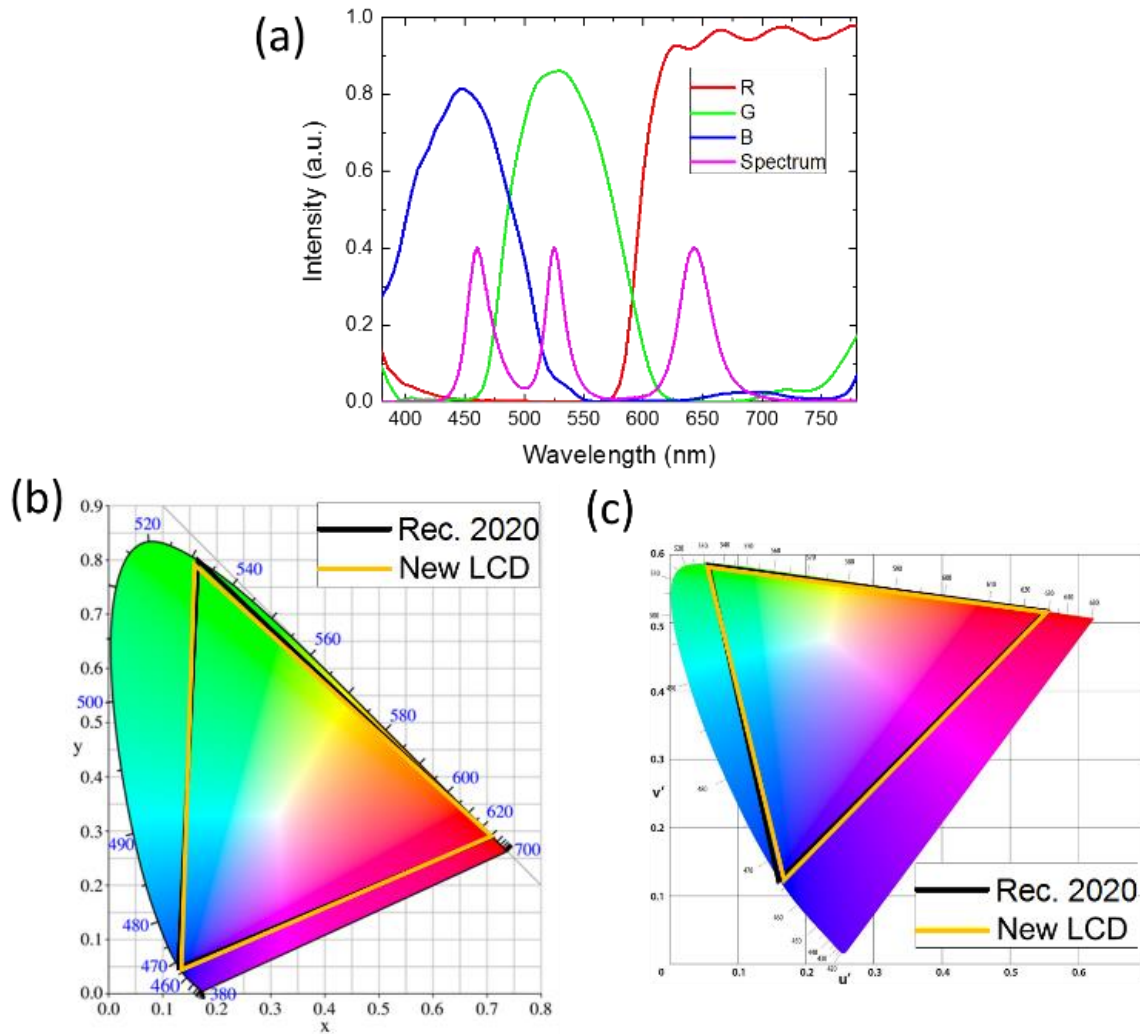 (a)
1.0
0.8
0.6
0.4
0.2
0.0
Intensity (a.u.)
R
G
B
Spectrum
400 450 500 550 600 650 700 750
Wavelength (nm)
(b)
0.9
0.8
0.7
0.6
0.5
y
0.4
0.3
0.2
0.1
0.0
520
540
560
580
600
620
700
500
490
480
470
460
380
Rec. 2020
New LCD
0.0 0.1 0.2 0.3 0.4 0.5 0.6 0.7 0.8
x
(c)
0.6
0.5
0.4
0.3
v'
0.2
0.1
Rec. 2020
New LCD
0.1 0.2 0.3 0.4 0.5 0.6
u'